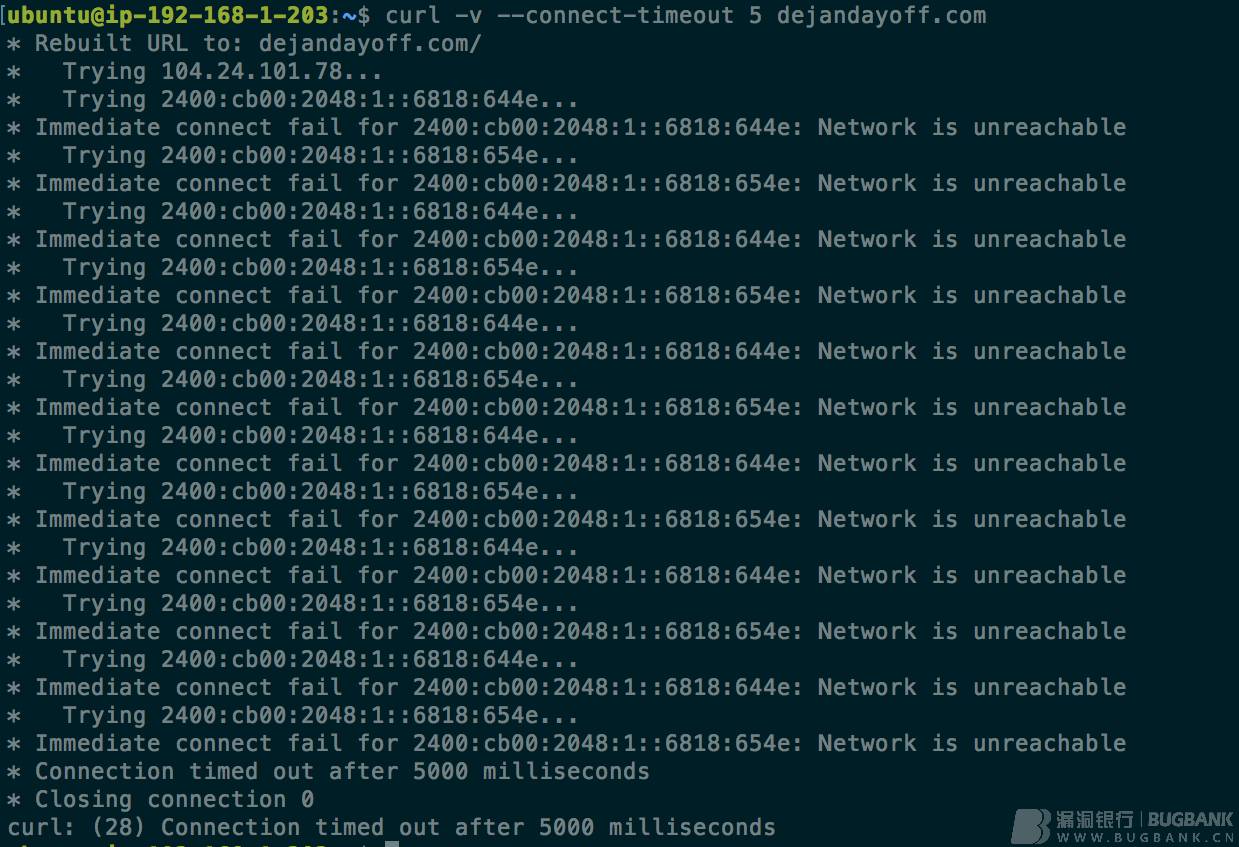 [ubuntu@ip-192-168-1-203:~$ curl -v --connect-timeout 5 dejandayoff.com
* Rebuilt URL to: dejandayoff.com/
*   Trying 104.24.101.78...
*   Trying 2400:cb00:2048:1::6818:644e...
* Immediate connect fail for 2400:cb00:2048:1::6818:644e: Network is unreachable
*   Trying 2400:cb00:2048:1::6818:654e...
* Immediate connect fail for 2400:cb00:2048:1::6818:654e: Network is unreachable
*   Trying 2400:cb00:2048:1::6818:644e...
* Immediate connect fail for 2400:cb00:2048:1::6818:644e: Network is unreachable
*   Trying 2400:cb00:2048:1::6818:654e...
* Immediate connect fail for 2400:cb00:2048:1::6818:654e: Network is unreachable
*   Trying 2400:cb00:2048:1::6818:644e...
* Immediate connect fail for 2400:cb00:2048:1::6818:644e: Network is unreachable
*   Trying 2400:cb00:2048:1::6818:654e...
* Immediate connect fail for 2400:cb00:2048:1::6818:654e: Network is unreachable
*   Trying 2400:cb00:2048:1::6818:644e...
* Immediate connect fail for 2400:cb00:2048:1::6818:644e: Network is unreachable
*   Trying 2400:cb00:2048:1::6818:654e...
* Immediate connect fail for 2400:cb00:2048:1::6818:654e: Network is unreachable
*   Trying 2400:cb00:2048:1::6818:644e...
* Immediate connect fail for 2400:cb00:2048:1::6818:644e: Network is unreachable
*   Trying 2400:cb00:2048:1::6818:654e...
* Immediate connect fail for 2400:cb00:2048:1::6818:654e: Network is unreachable
*   Trying 2400:cb00:2048:1::6818:644e...
* Immediate connect fail for 2400:cb00:2048:1::6818:644e: Network is unreachable
*   Trying 2400:cb00:2048:1::6818:654e...
* Immediate connect fail for 2400:cb00:2048:1::6818:654e: Network is unreachable
* Connection timed out after 5000 milliseconds
* Closing connection 0
curl: (28) Connection timed out after 5000 milliseconds
漏洞银行 | BUGBANK
WWW.BUGBANK.CN